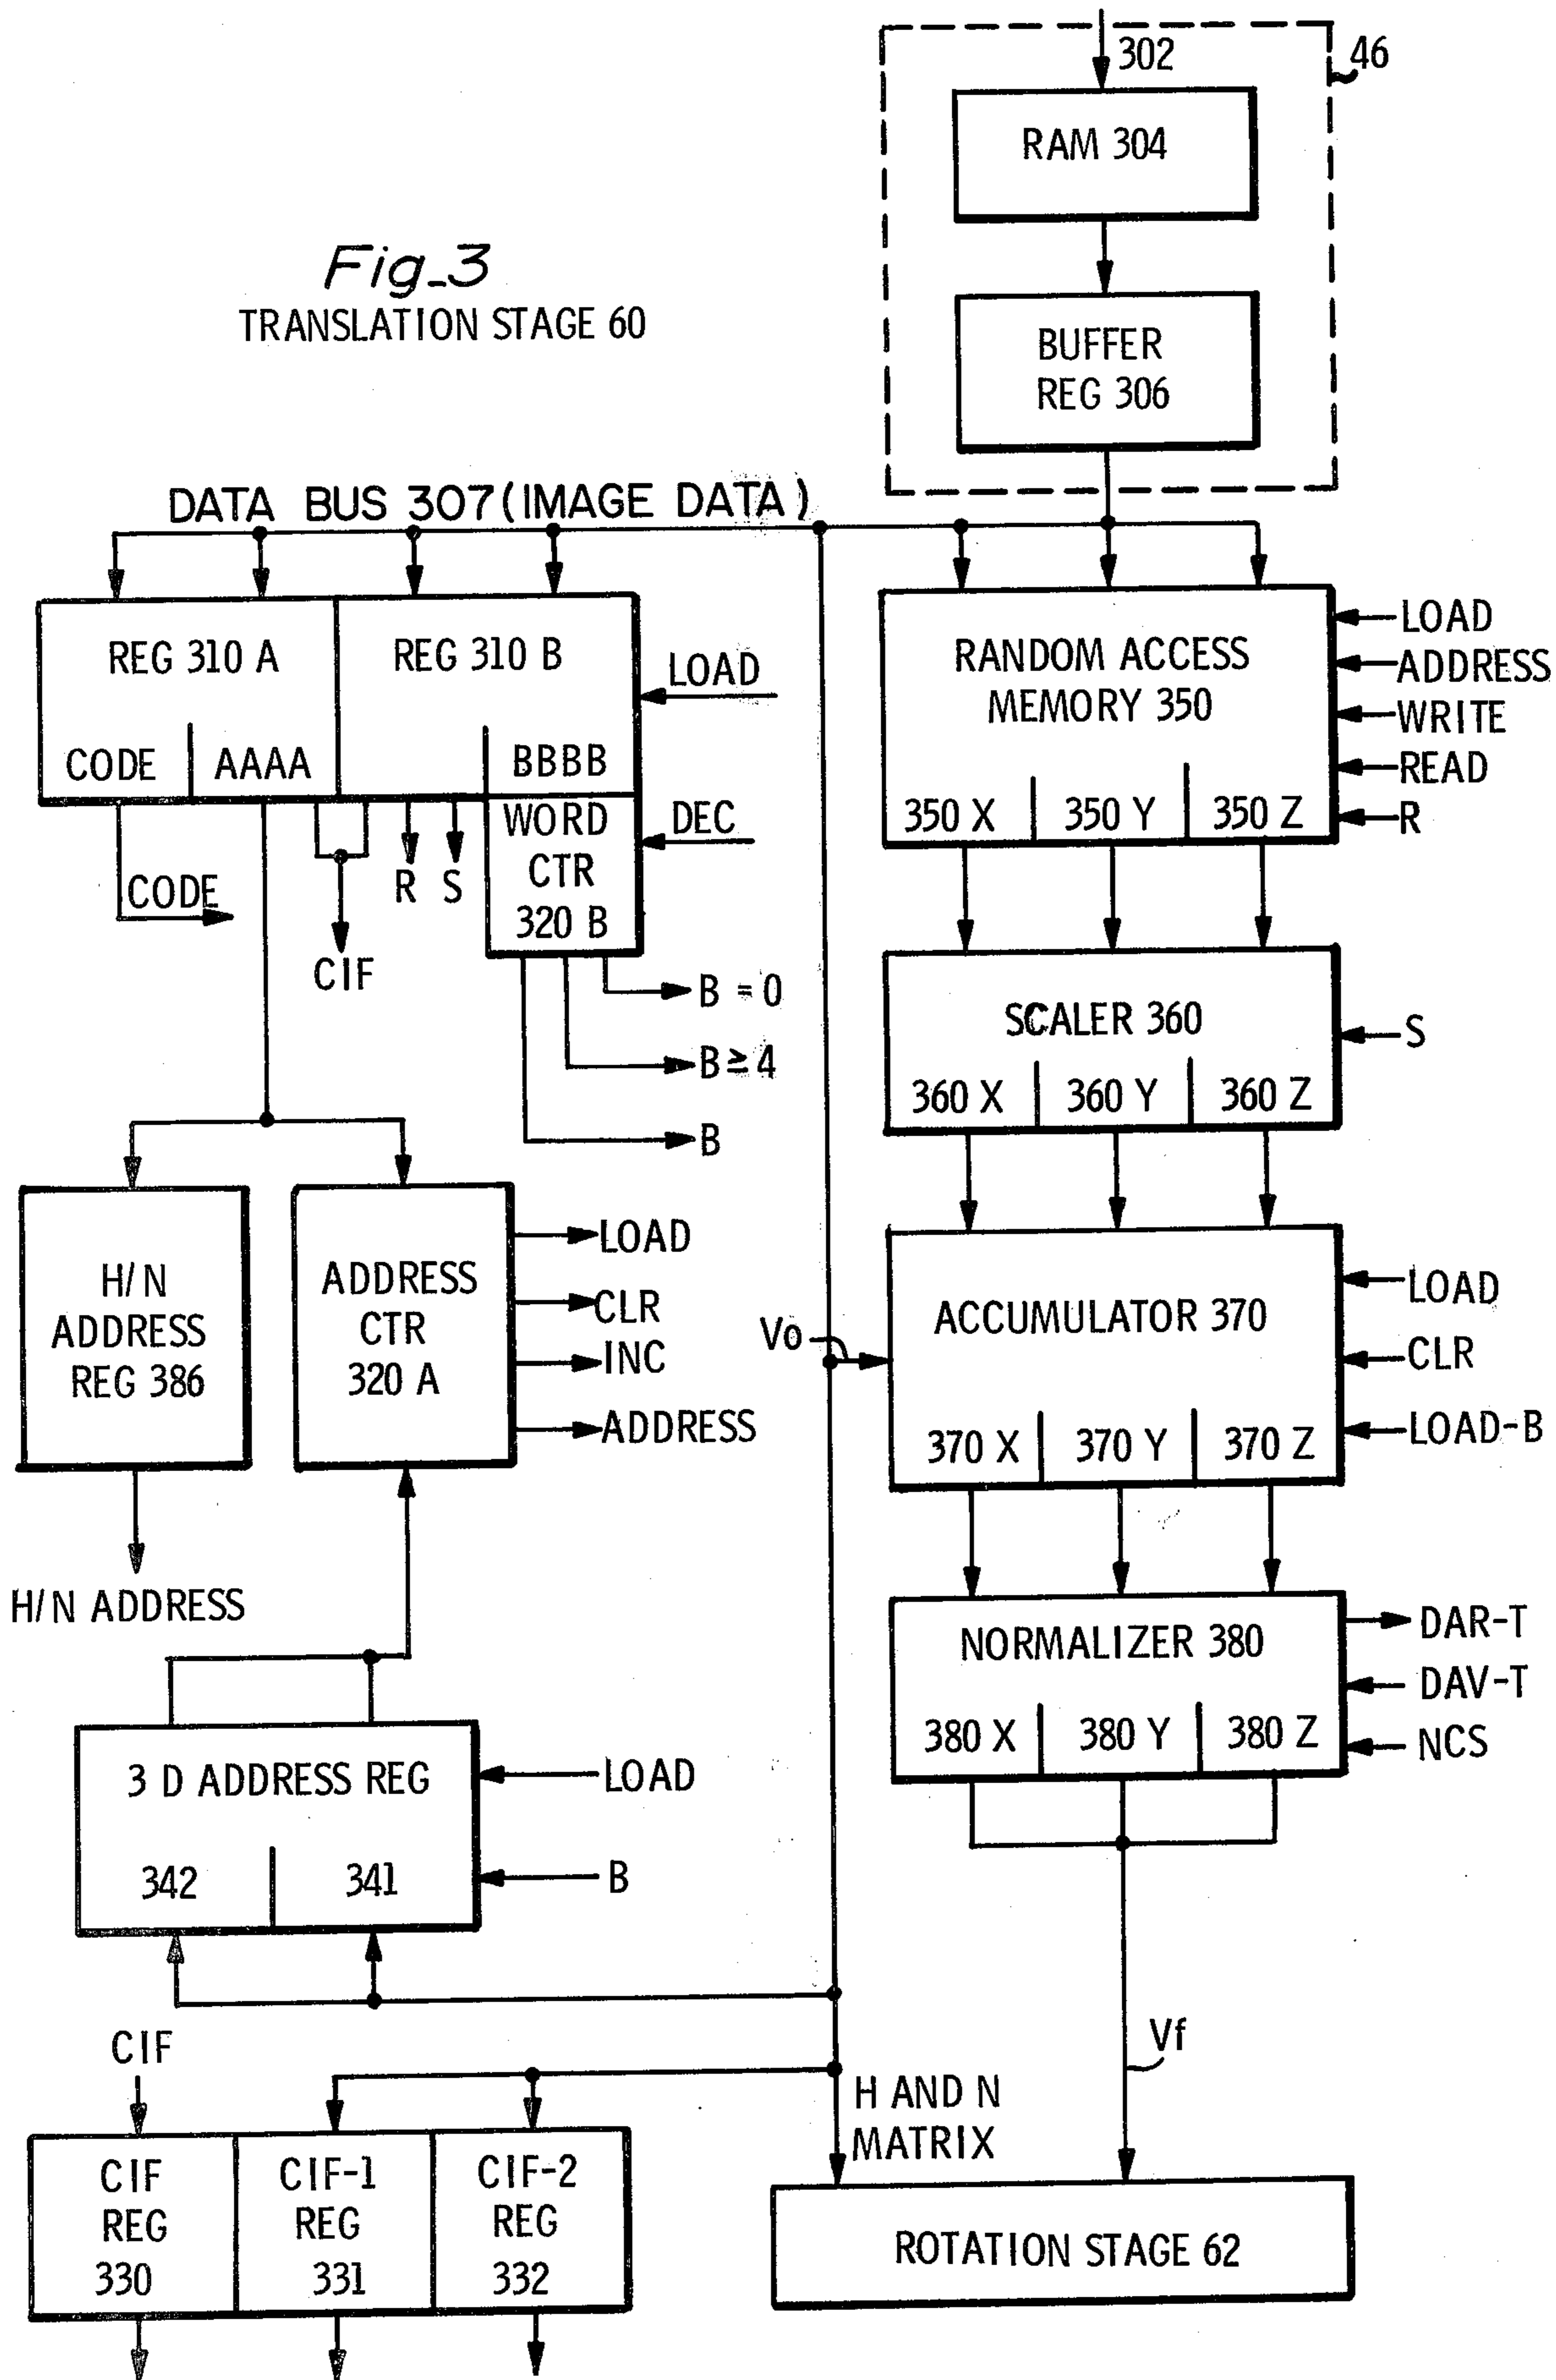 302
46
RAM 304
Fig_3
TRANSLATION STAGE 60
BUFFER
REG 306
DATA BUS 307 (IMAGE DATA)
REG 310 A
REG 310 B
LOAD
CODE
AAAA
BBBB
WORD
CTR
320 B
DEC
CODE
CIF
R
S
B = 0
B ≥ 4
B
RANDOM ACCESS
MEMORY 350
350 X
350 Y
350 Z
LOAD
ADDRESS
WRITE
READ
R
SCALER 360
360 X
360 Y
360 Z
S
H/N
ADDRESS
REG 386
ADDRESS
CTR
320 A
LOAD
CLR
INC
ADDRESS
Vo
ACCUMULATOR 370
370 X
370 Y
370 Z
LOAD
CLR
LOAD-B
H/N ADDRESS
NORMALIZER 380
380 X
380 Y
380 Z
DAR-T
DAV-T
NCS
3 D ADDRESS REG
342
341
LOAD
B
CIF
Vf
H AND N
MATRIX
CIF
REG
330
CIF-1
REG
331
CIF-2
REG
332
ROTATION STAGE 62